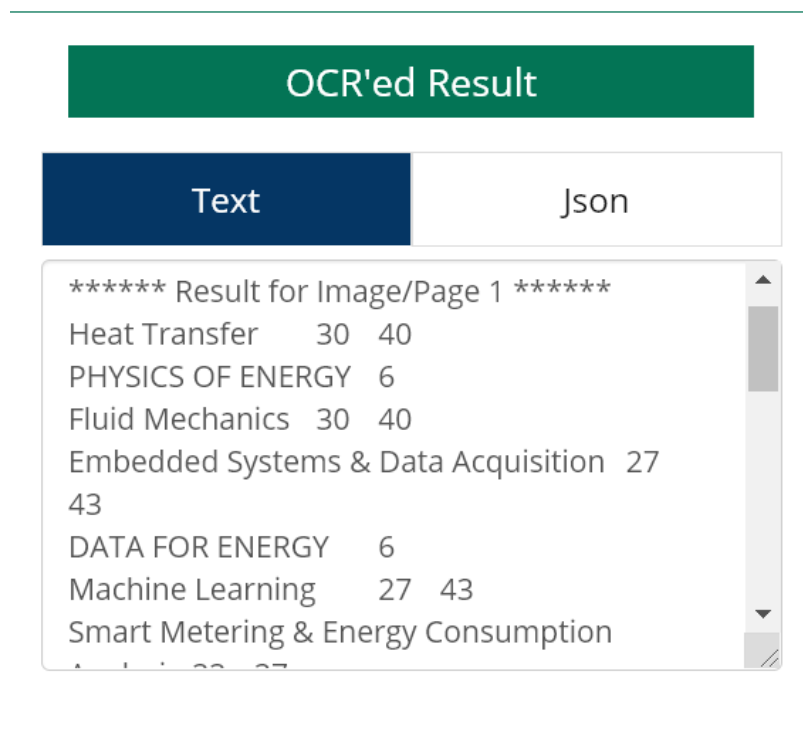 OCR'ed Result
Text Json
****** Result for Image/Page 1 ******
Heat Transfer 30 40
PHYSICS OF ENERGY 6
Fluid Mechanics 30 40
Embedded Systems & Data Acquisition 27
43
DATA FOR ENERGY 6
Machine Learning 27 43
Smart Metering & Energy Consumption